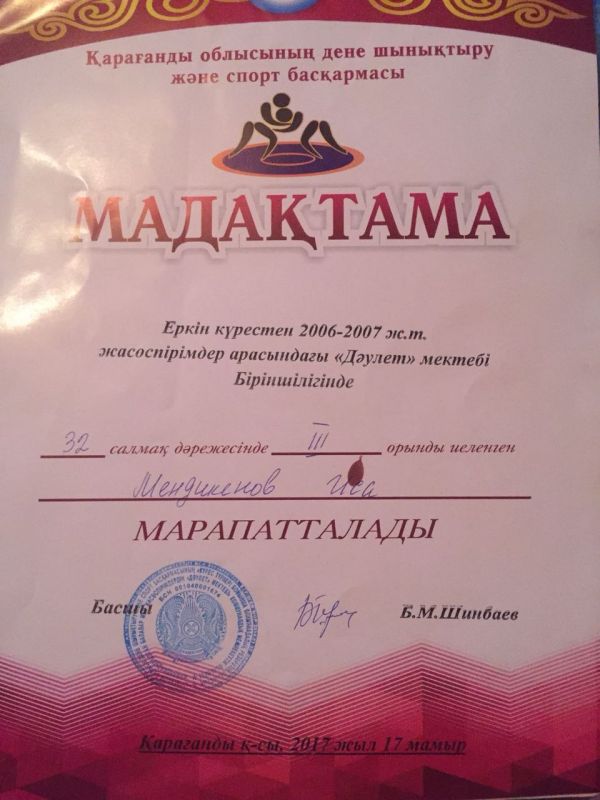 Қарағанды облысының дене шынықтыру
және спорт басқармасы
МАДАҚТАМА
Еркін күрестен 2006-2007 ж.т.
жасөспірімдер арасындағы «Дәулет» мектебі
Біріншілігінде
32 салмақ дәрежесінде III орынды иеленген
Мендикенов Иса
МАРАПАТТАЛАДЫ
Басшы Б.М.Шинбаев
Қарағанды қ-сы, 2017 жыл 17 мамыр